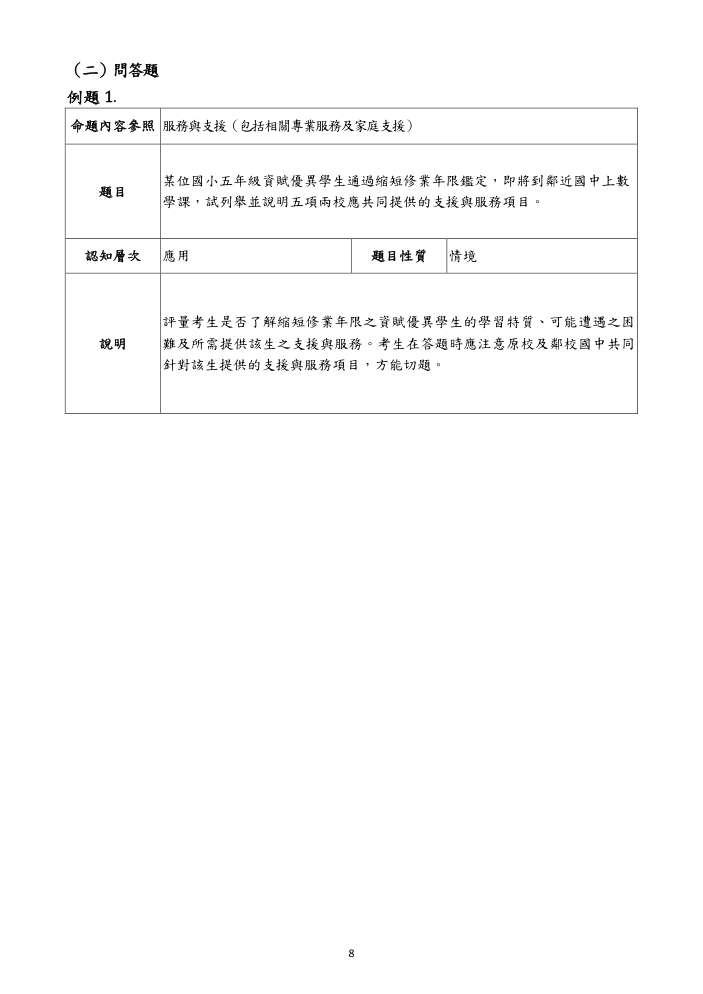 （二）問答題
例題 1.
命題內容參照 服務與支援（包括相關專業服務及家庭支援）
題目
某位國小五年級資賦優異學生通過縮短修業年限鑑定，即將到鄰近國中上數
學課，試列舉並說明五項兩校應共同提供的支援與服務項目。
認知層次 應用 題目性質 情境
說明
評量考生是否了解縮短修業年限之資賦優異學生的學習特質、可能遭遇之困
難及所需提供該生之支援與服務。考生在答題時應注意原校及鄰校國中共同
針對該生提供的支援與服務項目，方能切題。
8